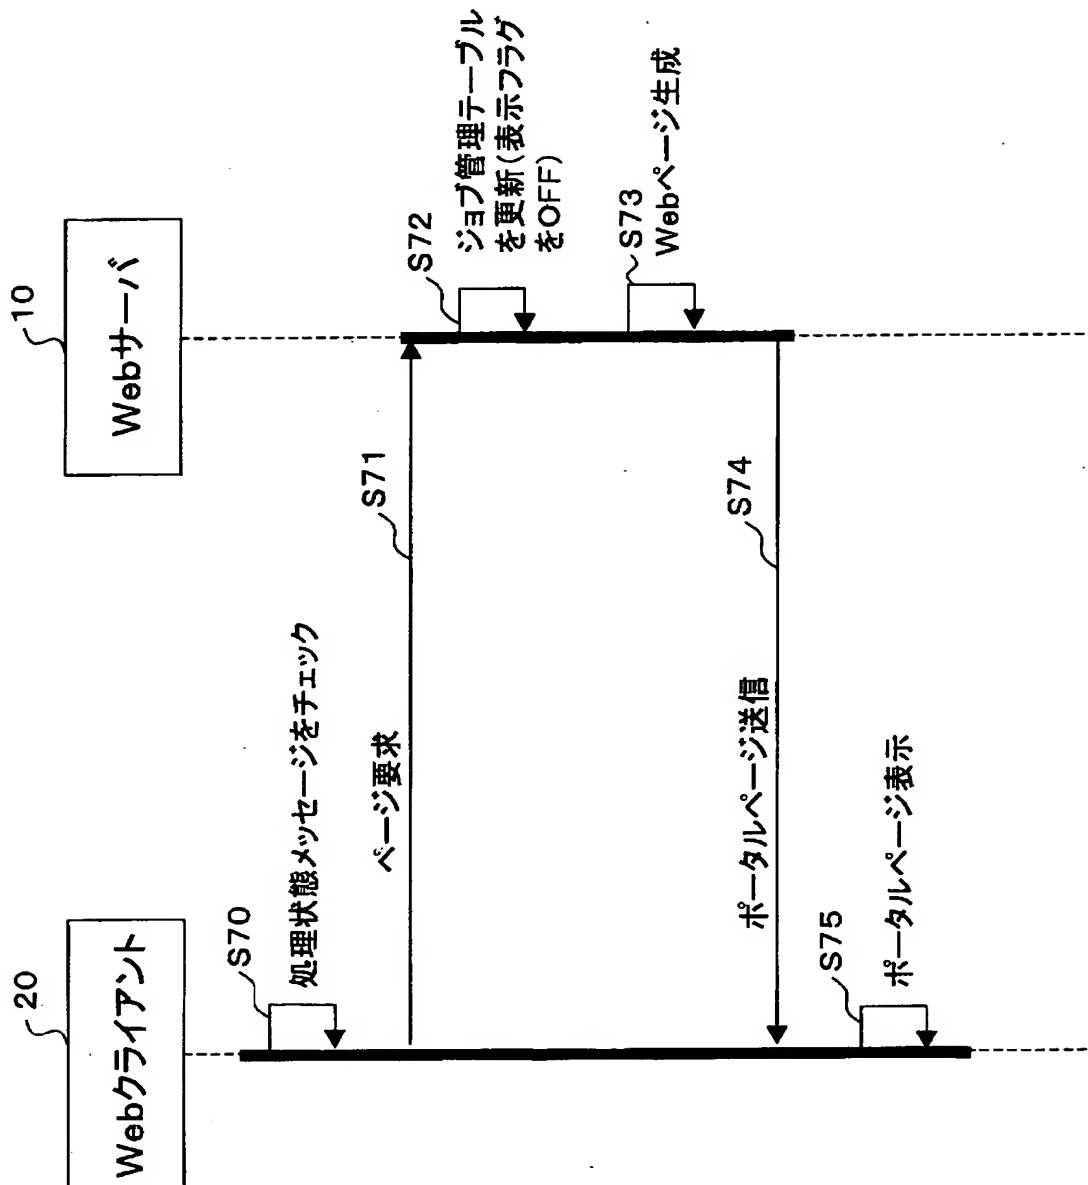 20
Webクライアント
10
Webサーバ
S70
処理状態メッセージをチェック
S71
ページ要求
S72
ジョブ管理テーブル
を更新(表示フラグ
をOFF)
S73
Webページ生成
S74
ポータルページ送信
S75
ポータルページ表示